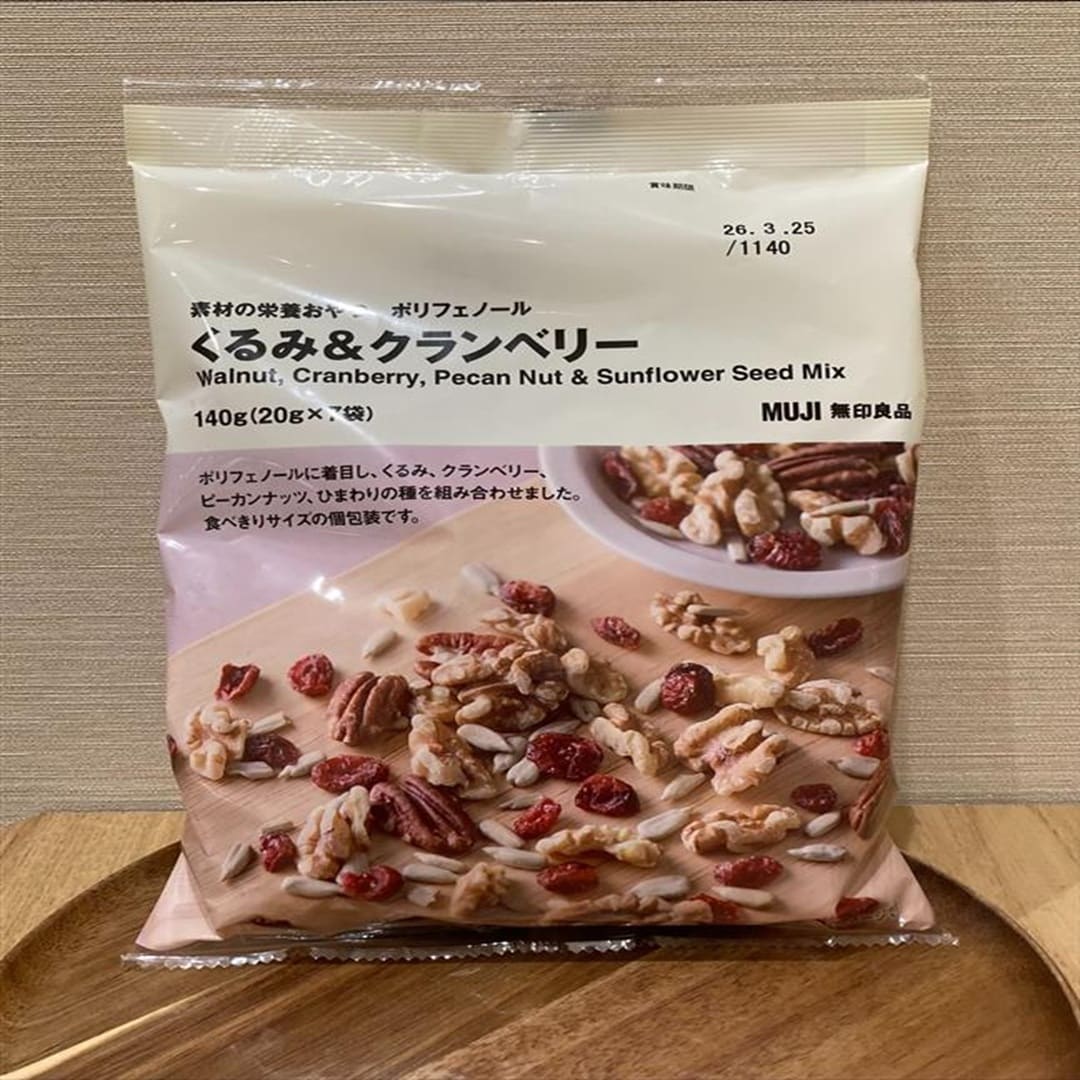 賞味期限
26. 3 .25
/1140
素材の栄養おやつ ポリフェノール
くるみ&クランベリー
Walnut, Cranberry, Pecan Nut & Sunflower Seed Mix
140g(20g×7袋)
MUJI 無印良品
ポリフェノールに着目し、くるみ、クランベリー、
ピーカンナッツ、ひまわりの種を組み合わせました。
食べきりサイズの個包装です。